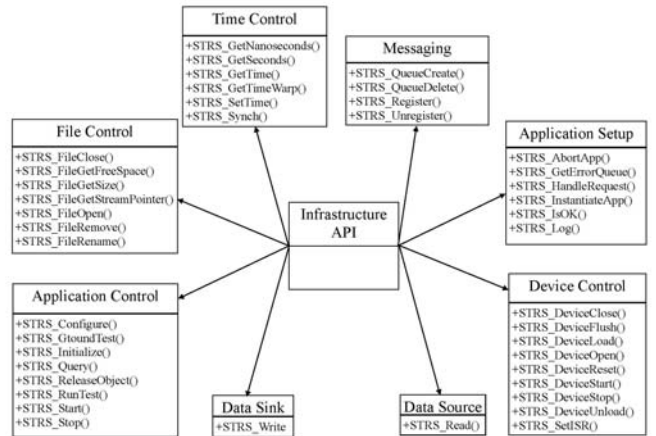 Time Control
+STRS_GetNanoseconds()
+STRS_GetSeconds()
+STRS_GetTime()
+STRS_GetTimeWarp()
+STRS_SetTime()
+STRS_Synch()
Messaging
+STRS_QueueCreate()
+STRS_QueueDelete()
+STRS_Register()
+STRS_Unregister()
File Control
+STRS_FileClose()
+STRS_FileGetFreeSpace()
+STRS_FileGetSize()
+STRS_FileGetStreamPointer()
+STRS_FileOpen()
+STRS_FileRemove()
+STRS_FileRename()
Infrastructure
API
Application Setup
+STRS_AbortApp()
+STRS_GetErrorQueue()
+STRS_HandleRequest()
+STRS_InstantiateApp()
+STRS_IsOK()
+STRS_Log()
Application Control
+STRS_Configure()
+STRS_GtoundTest()
+STRS_Initialize()
+STRS_Query()
+STRS_ReleaseObject()
+STRS_RunTest()
+STRS_Start()
+STRS_Stop()
Data Sink
+STRS_Write
Data Source
+STRS_Read()
Device Control
+STRS_DeviceClose()
+STRS_DeviceFlush()
+STRS_DeviceLoad()
+STRS_DeviceOpen()
+STRS_DeviceReset()
+STRS_DeviceStart()
+STRS_DeviceStop()
+STRS_DeviceUnload()
+STRS_SetISR()